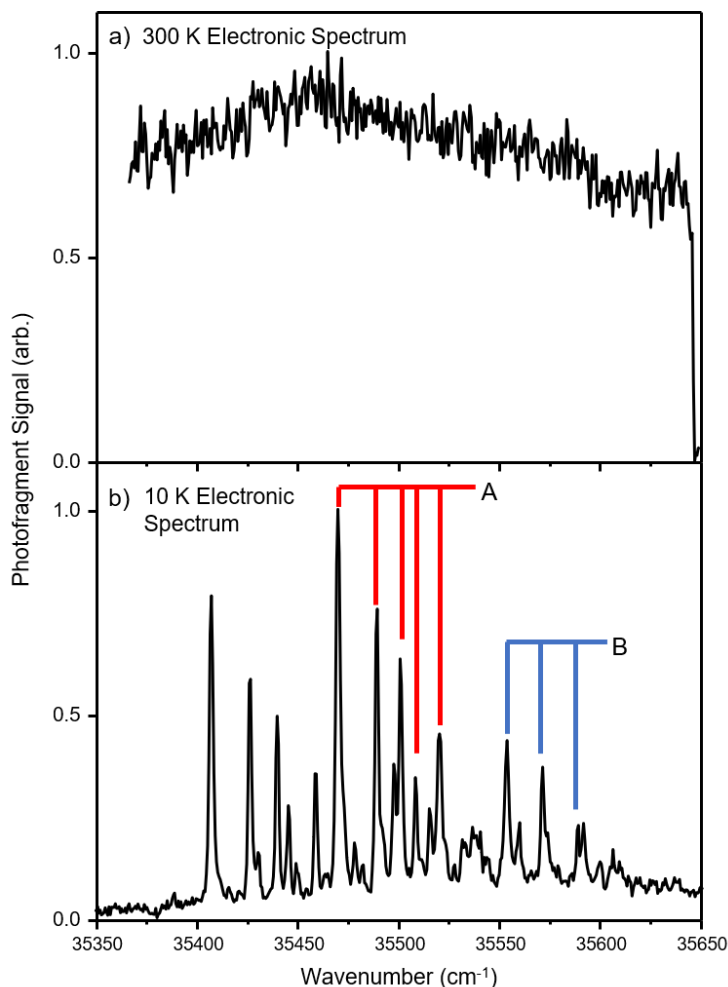 a) 300 K Electronic Spectrum
1.0
0.5
0.0
Photofragment Signal (arb.)
b) 10 K Electronic
Spectrum
A
B
1.0
0.5
0.0
35350 35400 35450 35500 35550 35600 35650
Wavenumber (cm⁻¹)